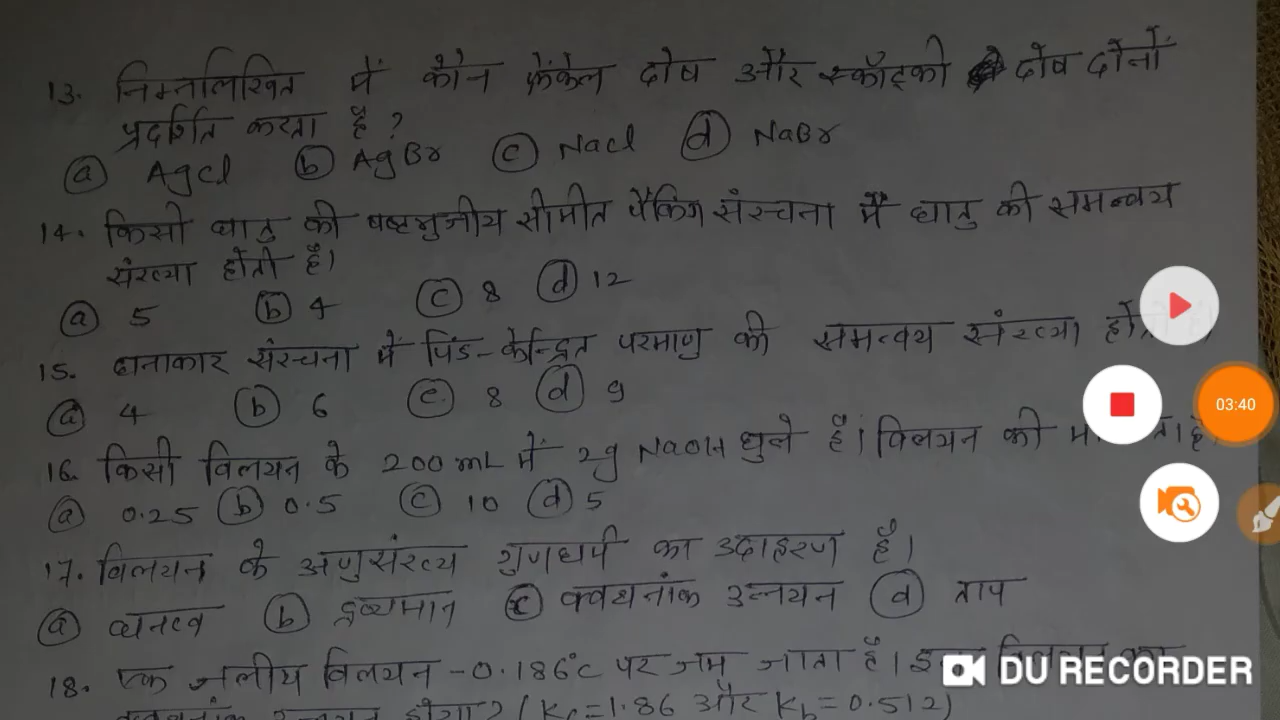 13. निम्नलिखित में कौन फ्रेंकेल दोष और स्कॉट्की दोष दोनों
प्रदर्शित करता है ?
(a) AgCl (b) AgBr (c) NaCl (d) NaBr
14. किसी धातु की षष्ठभुजीय सीमीत पैकिंग संरचना में धातु की समन्वय
संख्या होती है।
(a) 5 (b) 4 (c) 8 (d) 12
15. घनाकार संरचना में पिंड-केन्द्रित परमाणु की समन्वय संख्या
(a) 4 (b) 6 (c) 8 (d) 9
16. किसी विलयन के 200 mL में 2g NaOH घुले है। विलयन की
(a) 0.25 (b) 0.5 (c) 10 (d) 5
17. विलयन के अणुसंख्य गुणधर्म का उदाहरण है।
(a) घनत्व (b) द्रव्यमान (c) क्वथनांक उन्नयन (d) ताप
18. एक जलीय विलयन -0.186°C पर जम जाता है।
03:40
DU RECORDER